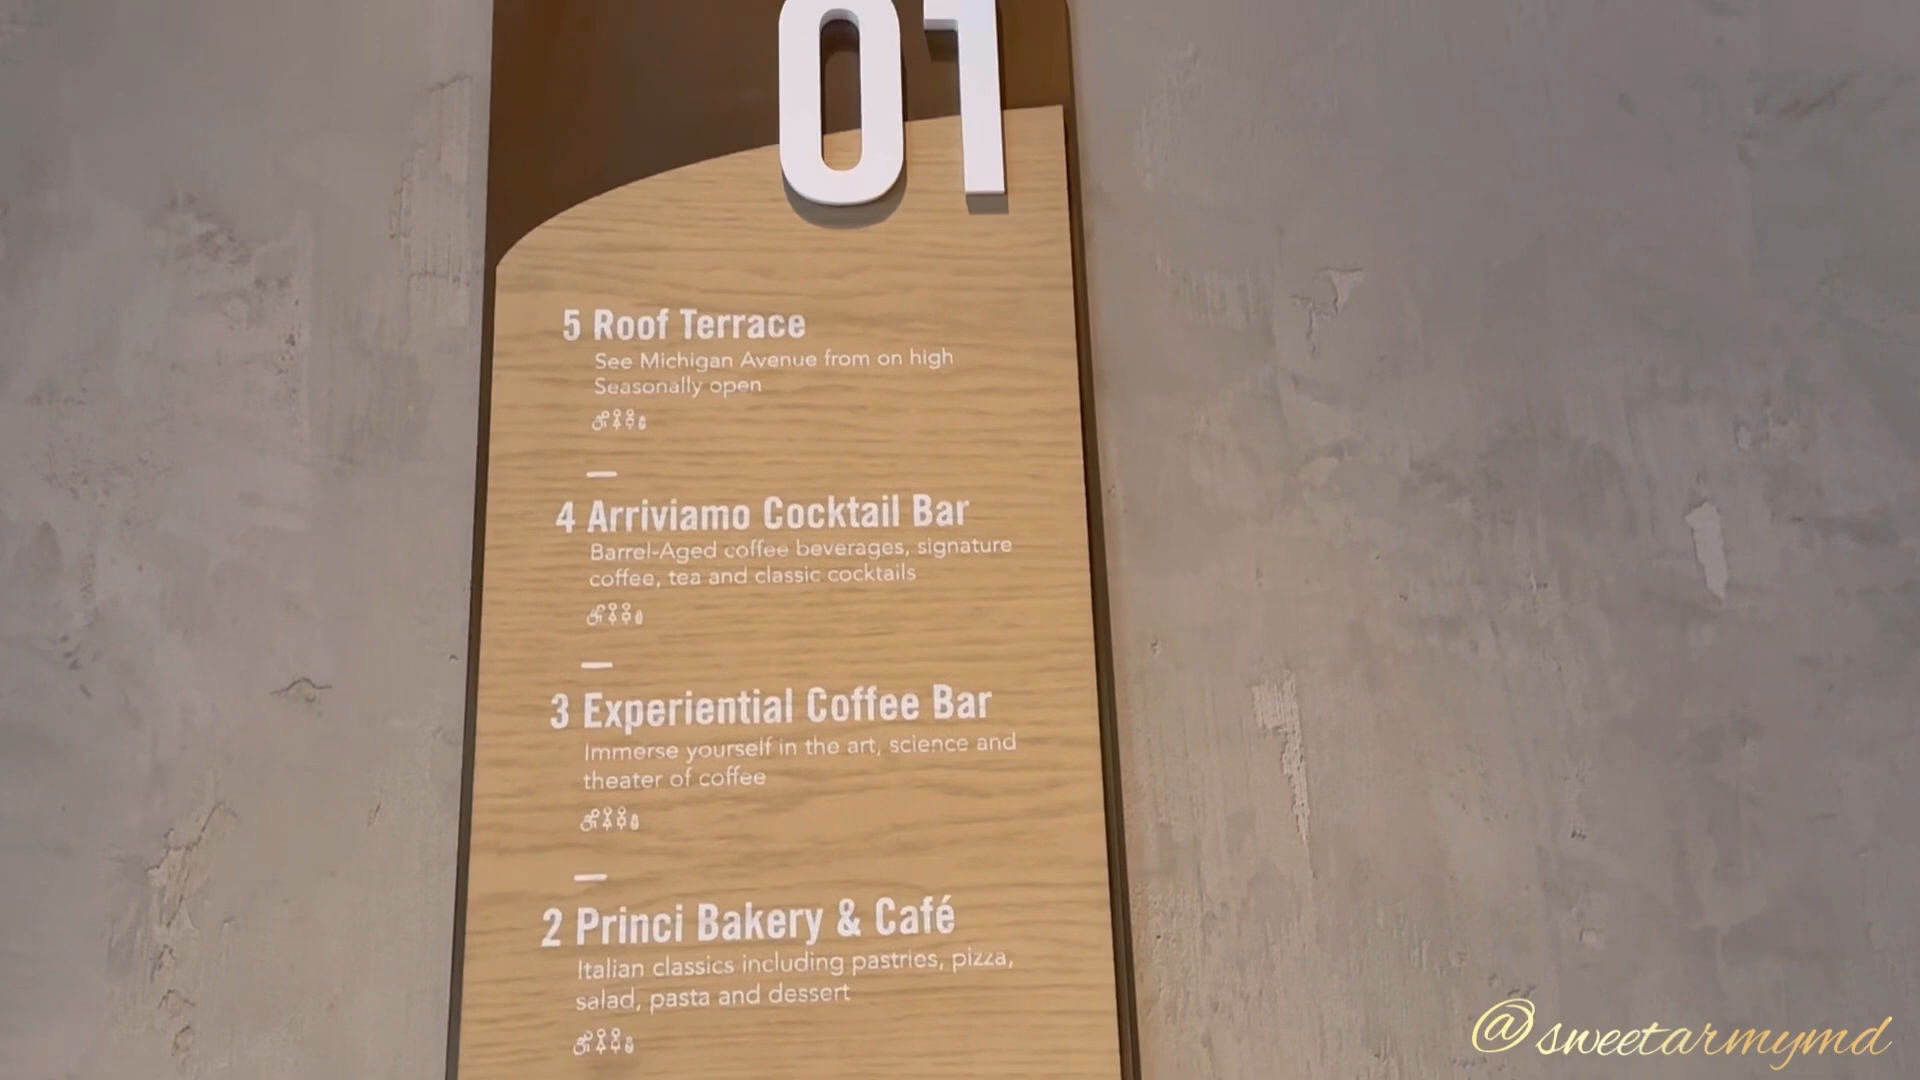 01
5 Roof Terrace
See Michigan Avenue from on high
Seasonally open
4 Arriviamo Cocktail Bar
Barrel-Aged coffee beverages, signature
coffee, tea and classic cocktails
3 Experiential Coffee Bar
Immerse yourself in the art, science and
theater of coffee
2 Princi Bakery & Café
Italian classics including pastries, pizza,
salad, pasta and dessert
@sweetarmymd